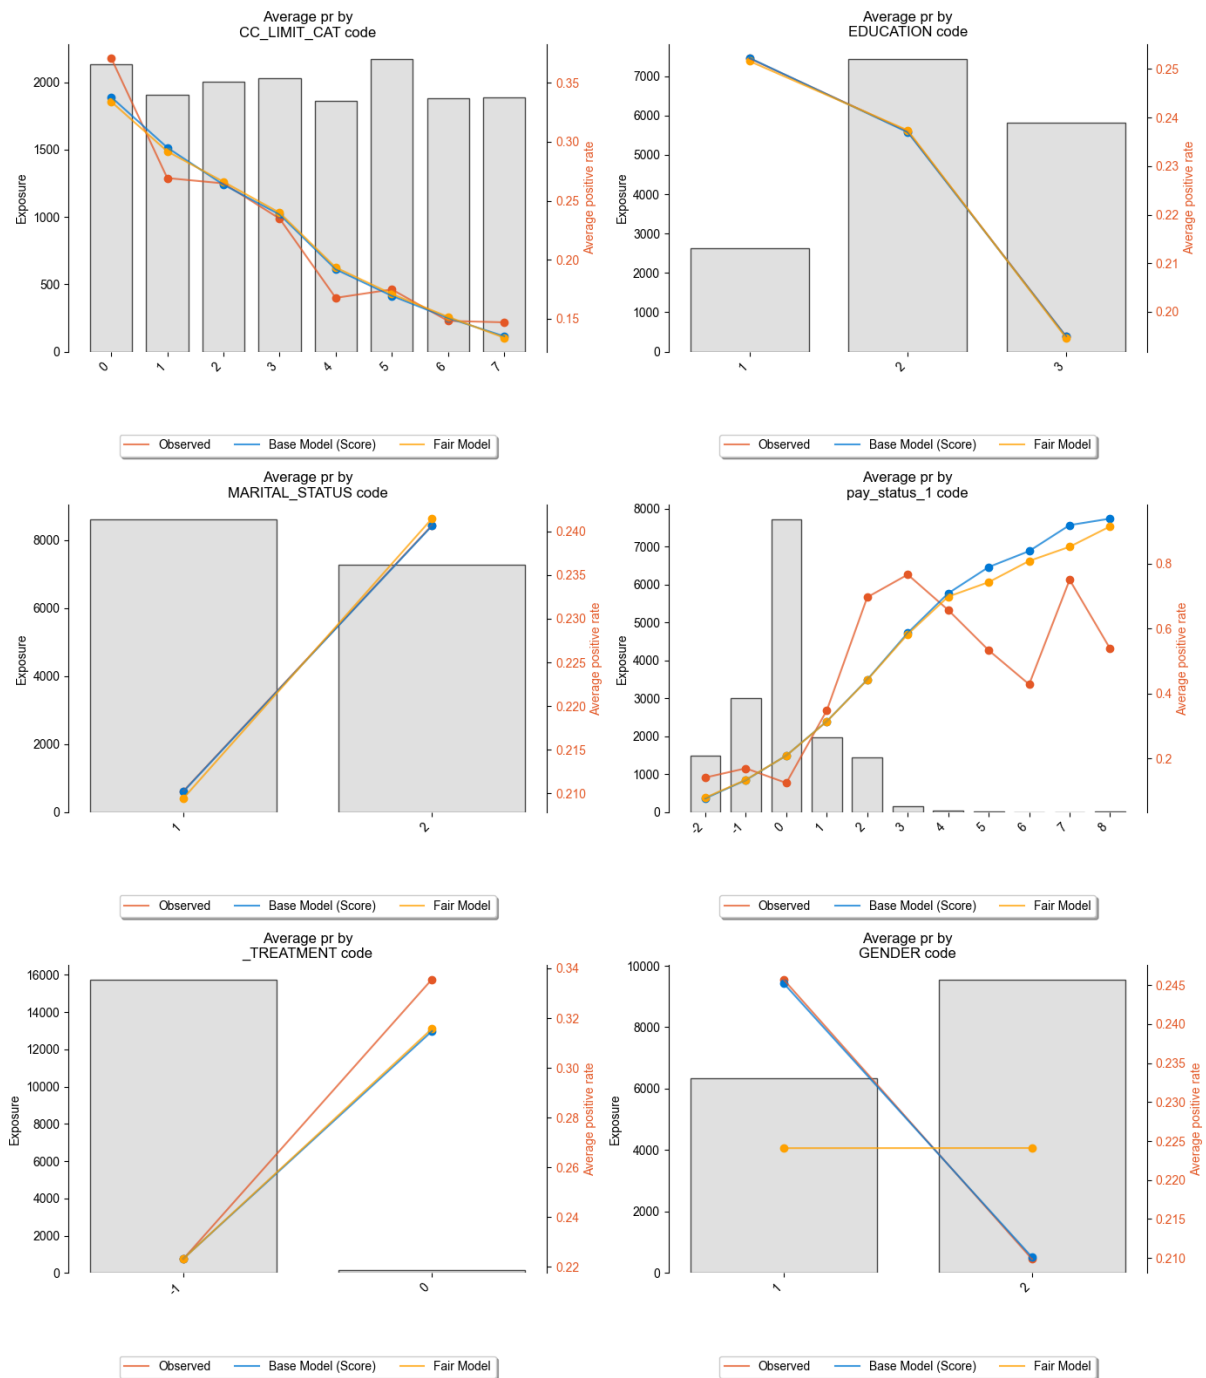 Average pr by
CC_LIMIT_CAT code
2000
1500
1000
500
0
Exposure
0.35
0.30
0.25
0.20
0.15
Average positive rate
0 1 2 3 4 5 6 7
Observed Base Model (Score) Fair Model
Average pr by
EDUCATION code
7000
6000
5000
4000
3000
2000
1000
0
Exposure
0.25
0.24
0.23
0.22
0.21
0.20
Average positive rate
1 2 3
Observed Base Model (Score) Fair Model
Average pr by
MARITAL_STATUS code
8000
6000
4000
2000
0
Exposure
0.240
0.235
0.230
0.225
0.220
0.215
0.210
Average positive rate
1 2
Observed Base Model (Score) Fair Model
Average pr by
pay_status_1 code
8000
7000
6000
5000
4000
3000
2000
1000
0
Exposure
0.8
0.6
0.4
0.2
Average positive rate
-2 -1 0 1 2 3 4 5 6 7 8
Observed Base Model (Score) Fair Model
Average pr by
_TREATMENT code
16000
14000
12000
10000
8000
6000
4000
2000
0
Exposure
0.34
0.32
0.30
0.28
0.26
0.24
0.22
Average positive rate
-1 0
Observed Base Model (Score) Fair Model
Average pr by
GENDER code
10000
8000
6000
4000
2000
0
Exposure
0.245
0.240
0.235
0.230
0.225
0.220
0.215
0.210
Average positive rate
1 2
Observed Base Model (Score) Fair Model